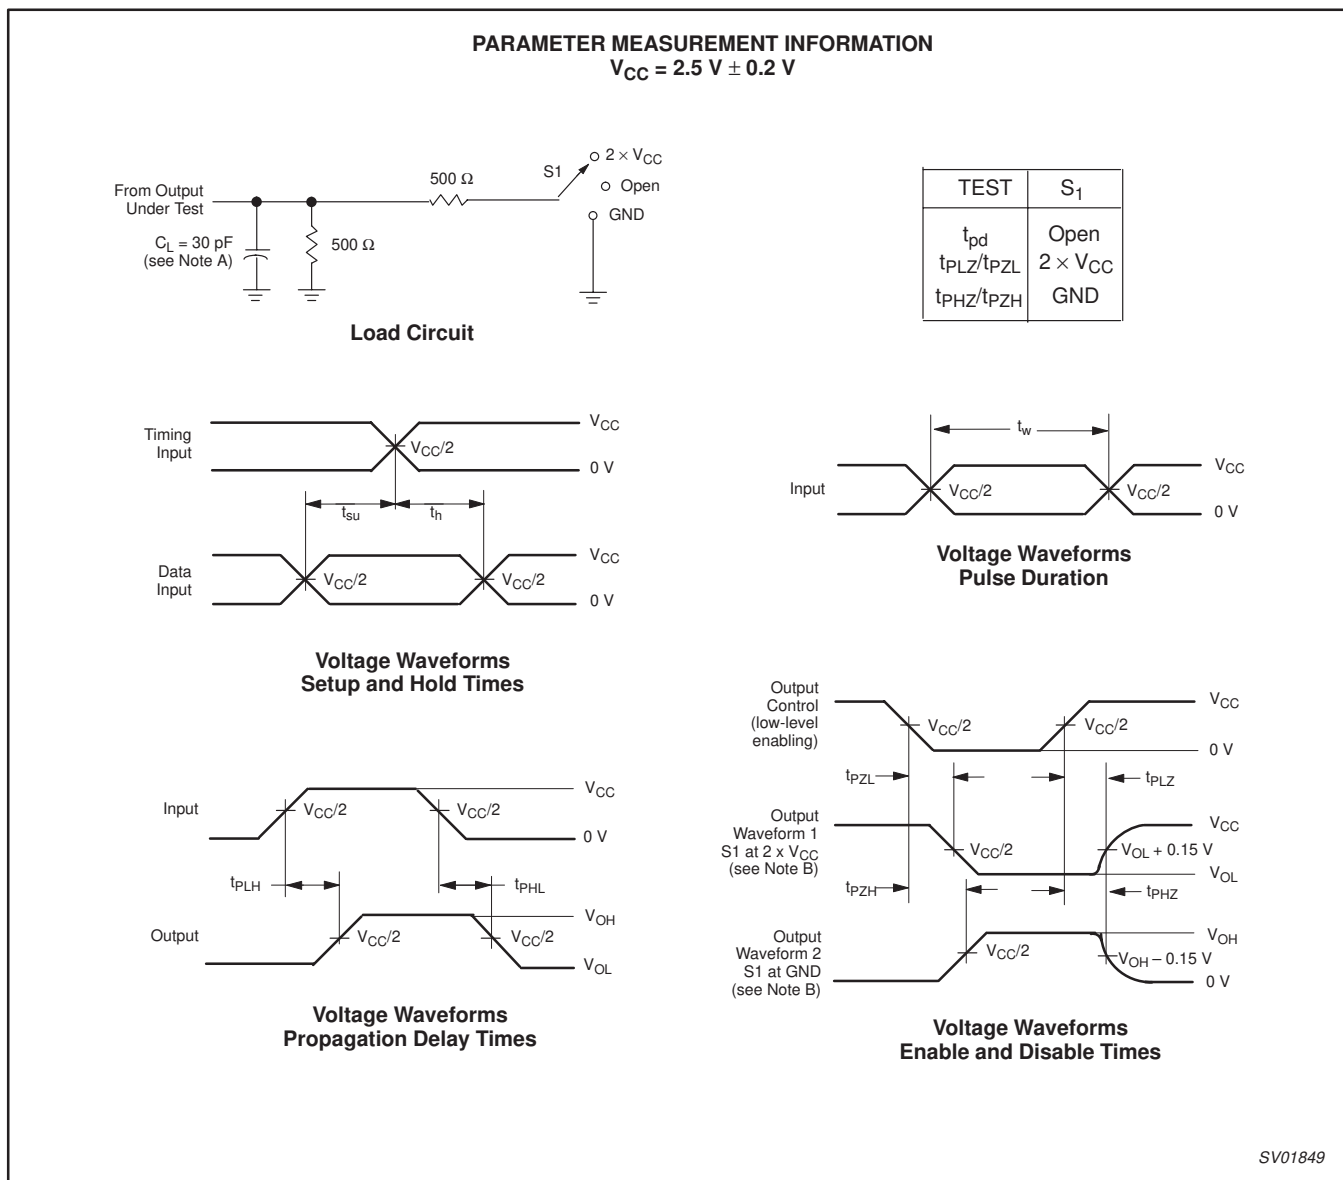 PARAMETER MEASUREMENT INFORMATION
VCC = 2.5 V ± 0.2 V
From Output
Under Test
CL = 30 pF
(see Note A)
500 Ω
500 Ω
S1
2 × VCC
Open
GND
Load Circuit
TEST S1
tpd Open
tPLZ/tPZL 2 × VCC
tPHZ/tPZH GND
Timing
Input
VCC/2
VCC
0 V
tsu
th
Data
Input
VCC/2
VCC/2
VCC
0 V
Voltage Waveforms
Setup and Hold Times
tw
Input
VCC/2
VCC/2
VCC
0 V
Voltage Waveforms
Pulse Duration
Input
VCC/2
VCC/2
VCC
0 V
tPLH
tPHL
Output
VCC/2
VCC/2
VOH
VOL
Voltage Waveforms
Propagation Delay Times
Output
Control
(low-level
enabling)
VCC/2
VCC/2
VCC
0 V
tPZL
tPLZ
Output
Waveform 1
S1 at 2 x VCC
(see Note B)
VCC/2
VCC
VOL + 0.15 V
VOL
tPZH
tPHZ
Output
Waveform 2
S1 at GND
(see Note B)
VCC/2
VOH
VOH – 0.15 V
0 V
Voltage Waveforms
Enable and Disable Times
SV01849